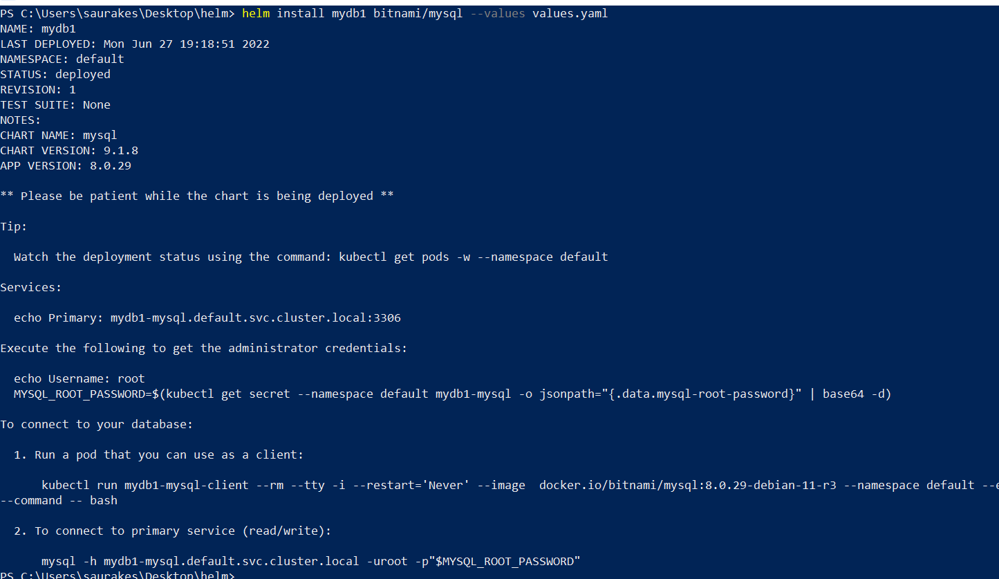 PS C:\Users\saurakes\Desktop\helm> helm install mydb1 bitnami/mysql --values values.yaml
NAME: mydb1
LAST DEPLOYED: Mon Jun 27 19:18:51 2022
NAMESPACE: default
STATUS: deployed
REVISION: 1
TEST SUITE: None
NOTES:
CHART NAME: mysql
CHART VERSION: 9.1.8
APP VERSION: 8.0.29
** Please be patient while the chart is being deployed **
Tip:
Watch the deployment status using the command: kubectl get pods -w --namespace default
Services:
echo Primary: mydb1-mysql.default.svc.cluster.local:3306
Execute the following to get the administrator credentials:
echo Username: root
MYSQL_ROOT_PASSWORD=$(kubectl get secret --namespace default mydb1-mysql -o jsonpath="{.data.mysql-root-password}" | base64 -d)
To connect to your database:
1. Run a pod that you can use as a client:
kubectl run mydb1-mysql-client --rm --tty -i --restart='Never' --image  docker.io/bitnami/mysql:8.0.29-debian-11-r3 --namespace default --e
--command -- bash
2. To connect to primary service (read/write):
mysql -h mydb1-mysql.default.svc.cluster.local -uroot -p"$MYSQL_ROOT_PASSWORD"
PS C:\Users\saurakes\Desktop\helm>